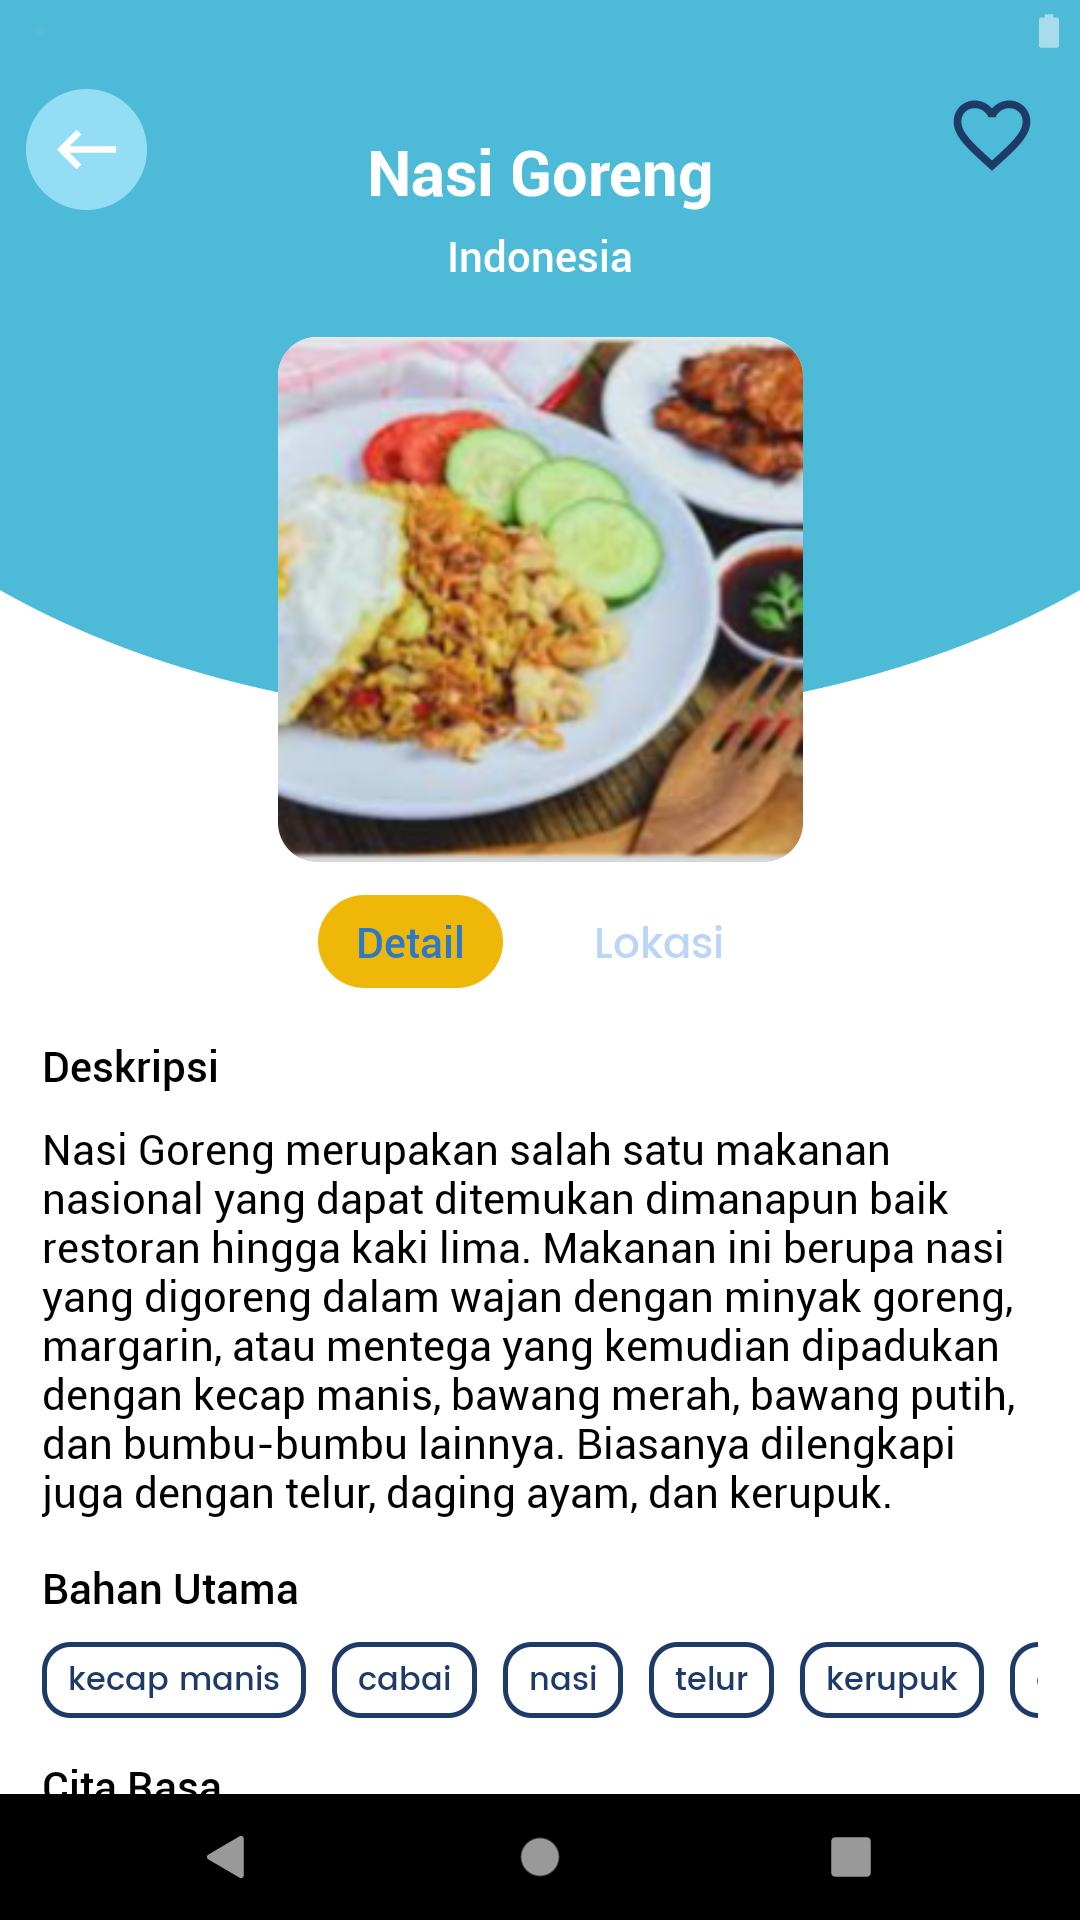 Nasi Goreng
Indonesia
Detail
Lokasi
Deskripsi
Nasi Goreng merupakan salah satu makanan
nasional yang dapat ditemukan dimanapun baik
restoran hingga kaki lima. Makanan ini berupa nasi
yang digoreng dalam wajan dengan minyak goreng,
margarin, atau mentega yang kemudian dipadukan
dengan kecap manis, bawang merah, bawang putih,
dan bumbu-bumbu lainnya. Biasanya dilengkapi
juga dengan telur, daging ayam, dan kerupuk.
Bahan Utama
kecap manis
cabai
nasi
telur
kerupuk
Cita Rasa